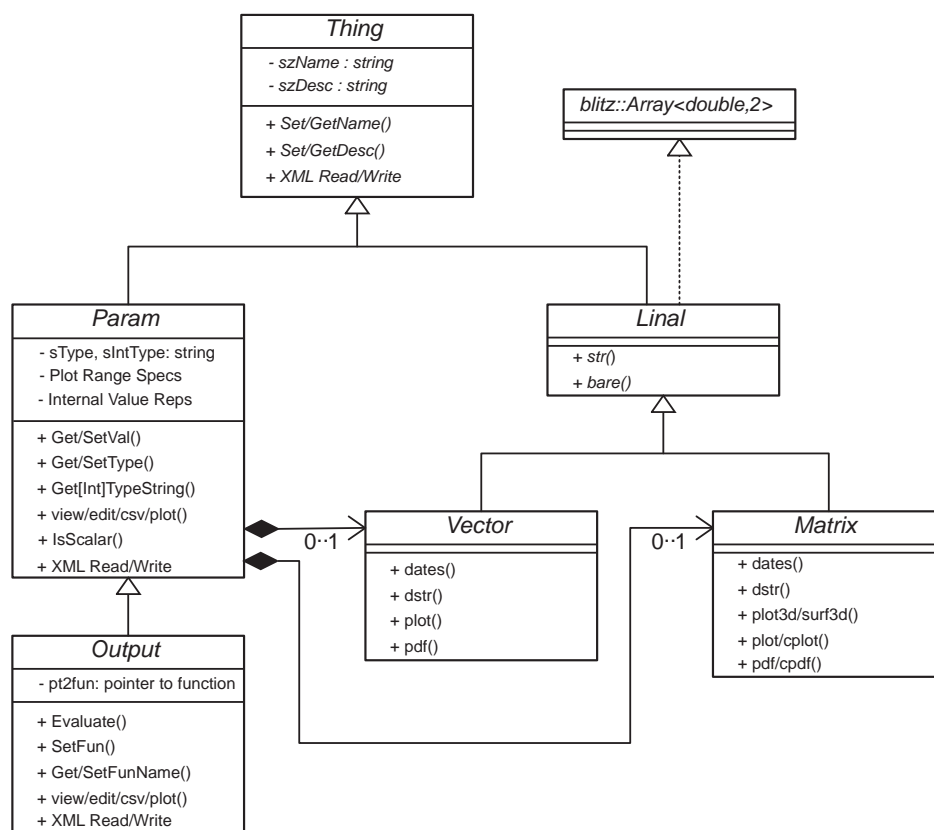 Thing
- szName : string
- szDesc : string
+ Set/GetName()
+ Set/GetDesc()
+ XML Read/Write
blitz::Array<double,2>
Param
- sType, sIntType: string
- Plot Range Specs
- Internal Value Reps
+ Get/SetVal()
+ Get/SetType()
+ Get[Int]TypeString()
+ view/edit/csv/plot()
+ IsScalar()
+ XML Read/Write
Linal
+ str()
+ bare()
0..1
Vector
+ dates()
+ dstr()
+ plot()
+ pdf()
0..1
Matrix
+ dates()
+ dstr()
+ plot3d/surf3d()
+ plot/cplot()
+ pdf/cpdf()
Output
- pt2fun: pointer to function
+ Evaluate()
+ SetFun()
+ Get/SetFunName()
+ view/edit/csv/plot()
+ XML Read/Write